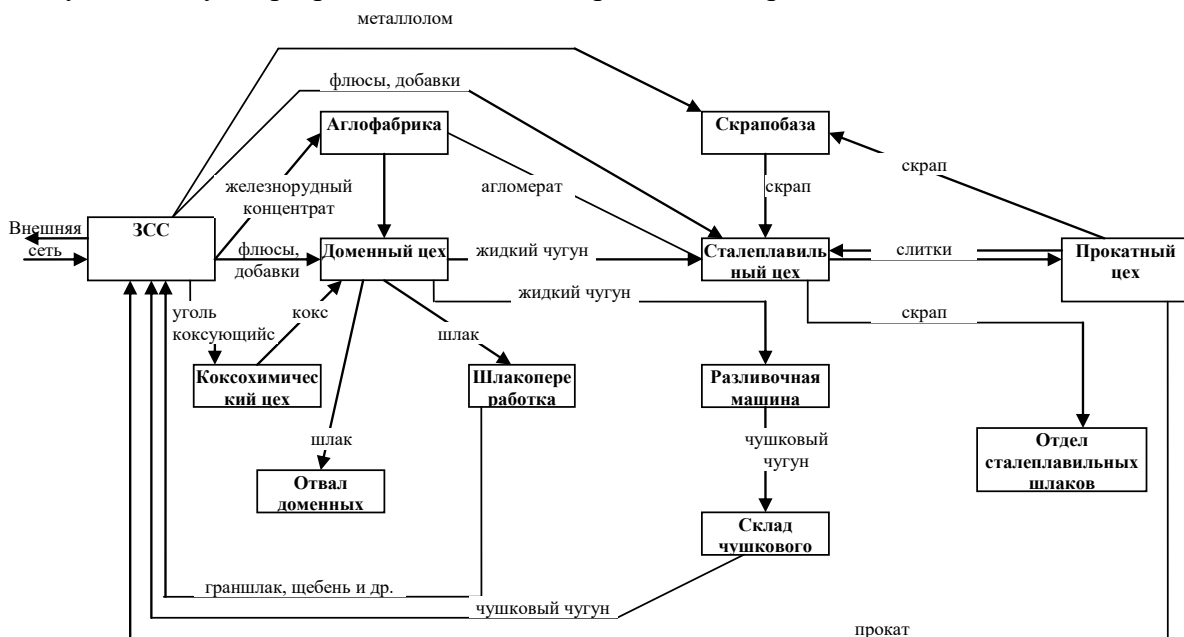 металлолом
флюсы, добавки
Аглофабрика
Скрапобаза
скрап
железнорудный
концентрат
агломерат
скрап
Внешняя
сеть
ЗСС
флюсы,
добавки
Доменный цех
жидкий чугун
Сталеплавиль
ный цех
слитки
Прокатный
цех
жидкий чугун
уголь
коксующийс
кокс
шлак
скрап
Коксохимичес
кий цех
Шлакопере
работка
Разливочная
машина
шлак
чушковый
чугун
Отдел
сталеплавильных
шлаков
Отвал
доменных
Склад
чушкового
граншлак, щебень и др.
чушковый чугун
прокат